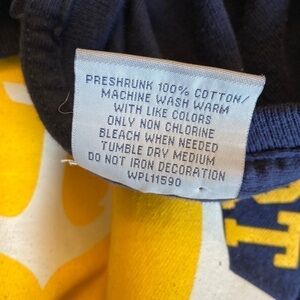 PRESHRUNK 100% COTTON/
MACHINE WASH WARM
WITH LIKE COLORS
ONLY NON CHLORINE
BLEACH WHEN NEEDED
TUMBLE DRY MEDIUM
DO NOT IRON DECORATION
WPL11590